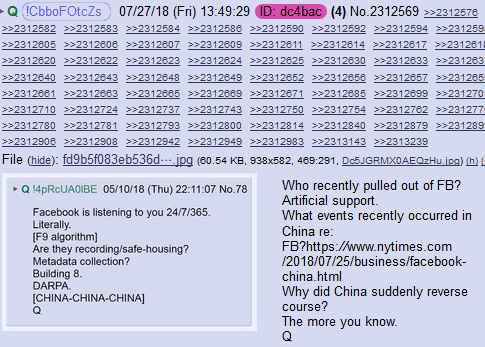 Q !CbboFOtcZs 07/27/18 (Fri) 13:49:29 ID: dc4bac (4) No.2312569 >>2312576
>>2312582 >>2312583 >>2312584 >>2312586 >>2312590 >>2312592 >>2312594 >>2312598
>>2312605 >>2312606 >>2312607 >>2312609 >>2312611 >>2312614 >>2312617 >>231261
>>2312620 >>2312622 >>2312623 >>2312624 >>2312625 >>2312630 >>2312633 >>231263
>>2312640 >>2312643 >>2312648 >>2312649 >>2312652 >>2312656 >>2312657 >>231265
>>2312661 >>2312663 >>2312665 >>2312669 >>2312671 >>2312685 >>2312699 >>231270
>>2312710 >>2312724 >>2312737 >>2312743 >>2312750 >>2312754 >>2312762 >>231277
>>2312780 >>2312781 >>2312793 >>2312800 >>2312814 >>2312840 >>2312879 >>231289
>>2312906 >>2312908 >>2312942 >>2312949 >>2312983 >>2313143 >>2313239
File (hide): fd9b5f083eb536d⋯.jpg (60.54 KB, 938x582, 469:291, Dc5JGRMX0AEQzHu.jpg) (h)
Q !4pRcUA0lBE 05/10/18 (Thu) 22:11:07 No.78
Facebook is listening to you 24/7/365.
Literally.
[F9 algorithm]
Are they recording/safe-housing?
Metadata collection?
Building 8.
DARPA.
[CHINA-CHINA-CHINA]
Q
Who recently pulled out of FB?
Artificial support.
What events recently occurred in
China re:
FB?https://www.nytimes.com
/2018/07/25/business/facebook-
china.html
Why did China suddenly reverse
course?
The more you know.
Q